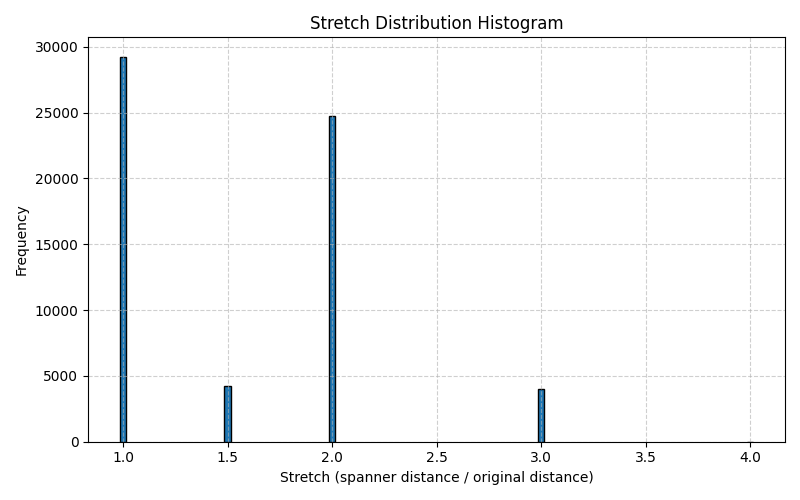 Stretch Distribution Histogram
30000
25000
20000
15000
10000
5000
0
Frequency
1.0 1.5 2.0 2.5 3.0 3.5 4.0
Stretch (spanner distance / original distance)